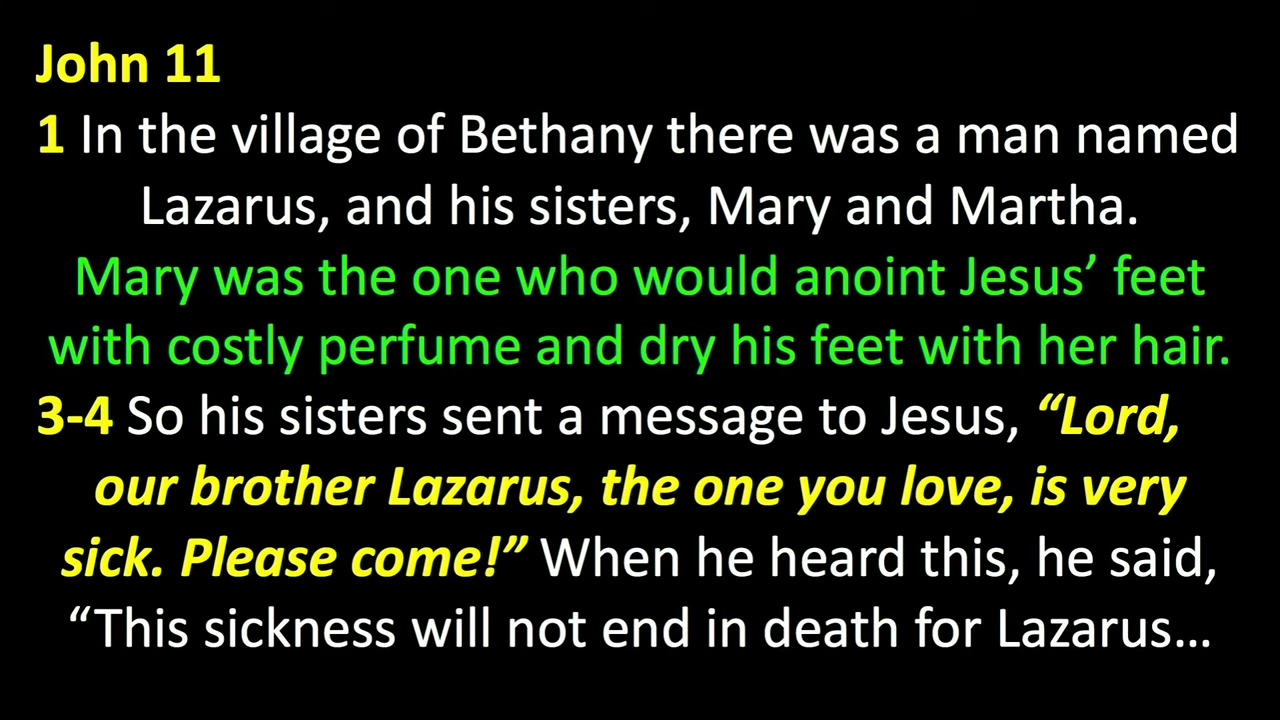 John 11
1 In the village of Bethany there was a man named
Lazarus, and his sisters, Mary and Martha.
Mary was the one who would anoint Jesus’ feet
with costly perfume and dry his feet with her hair.
3-4 So his sisters sent a message to Jesus, “Lord,
our brother Lazarus, the one you love, is very
sick. Please come!” When he heard this, he said,
“This sickness will not end in death for Lazarus…